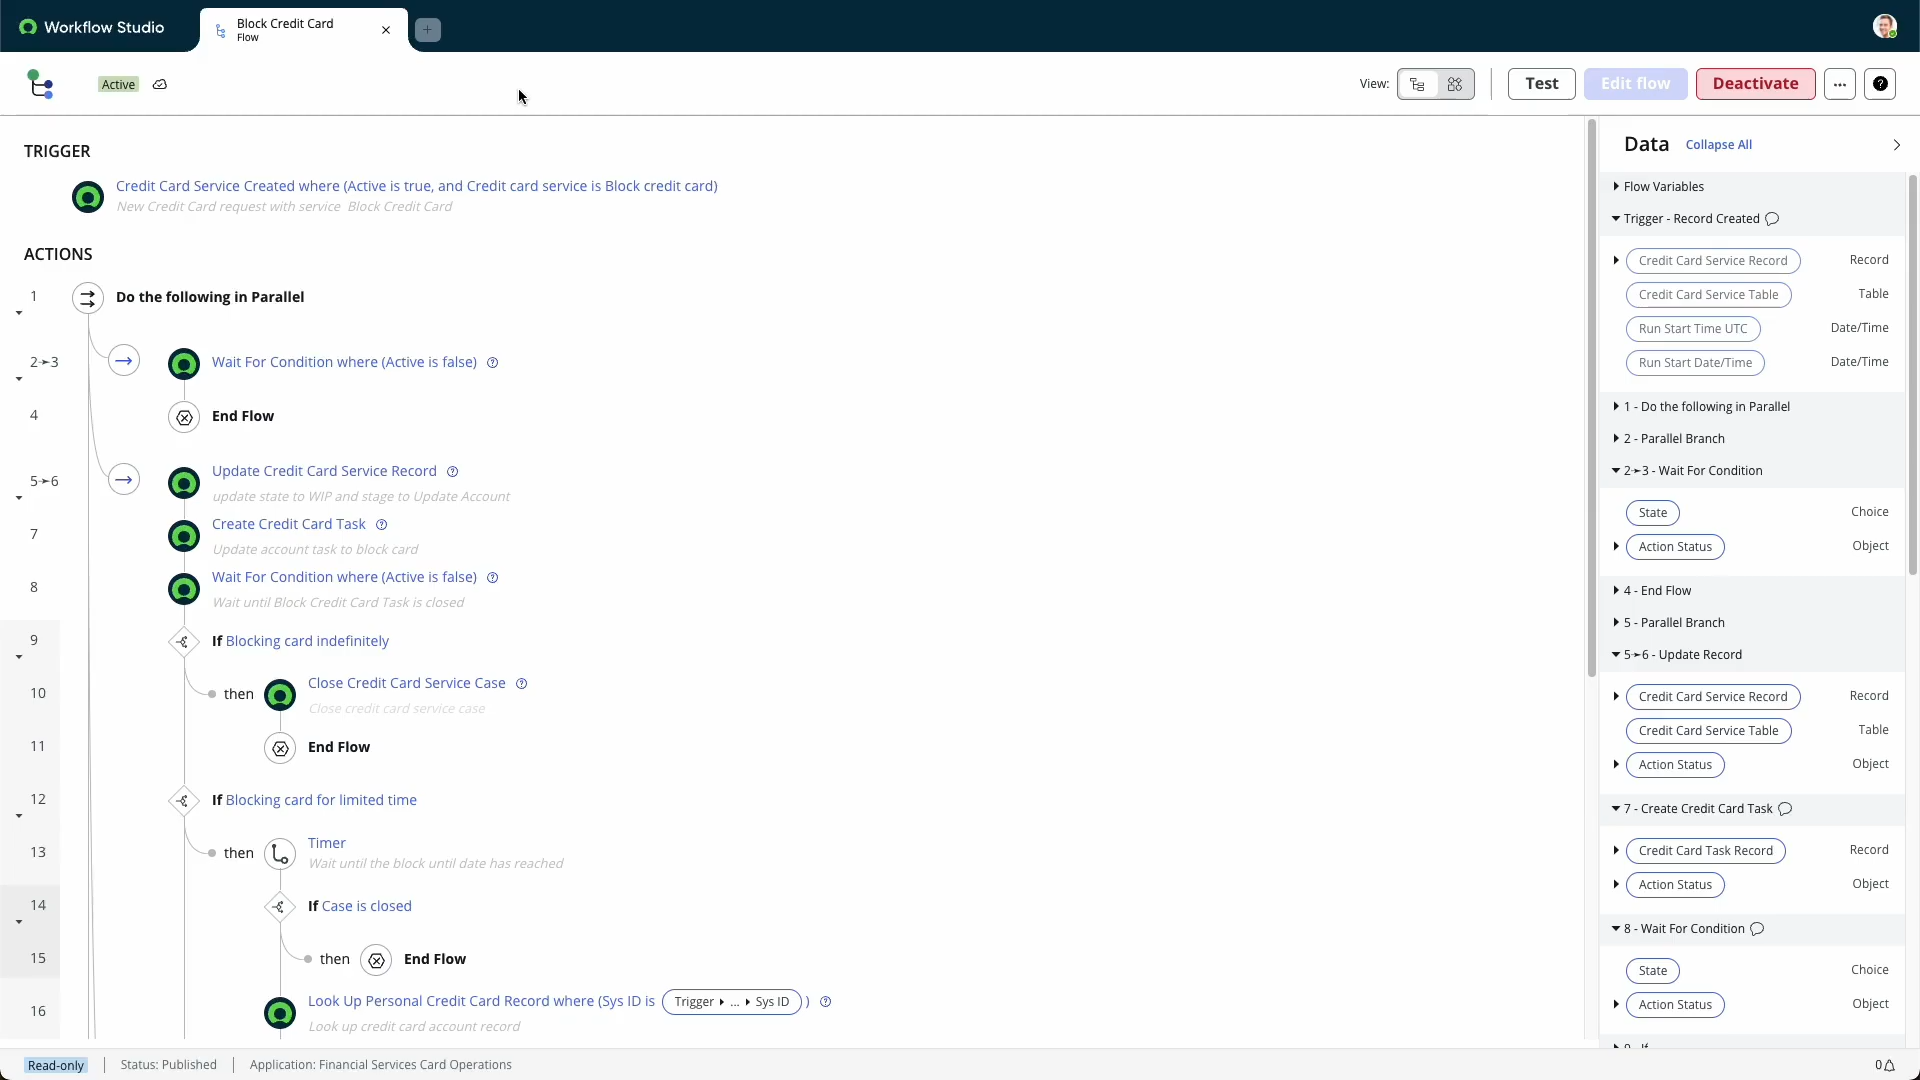 Workflow Studio
Block Credit Card
Flow
Active
View:
Test
Edit flow
Deactivate
TRIGGER
Credit Card Service Created where (Active is true, and Credit card service is Block credit card)
New Credit Card request with service Block Credit Card
ACTIONS
1
Do the following in Parallel
2➛3
Wait For Condition where (Active is false)
4
End Flow
5➛6
Update Credit Card Service Record
update state to WIP and stage to Update Account
7
Create Credit Card Task
Update account task to block card
8
Wait For Condition where (Active is false)
Wait until Block Credit Card Task is closed
9
If Blocking card indefinitely
10
then
Close Credit Card Service Case
Close credit card service case
11
End Flow
12
If Blocking card for limited time
13
then
Timer
Wait until the block until date has reached
14
If Case is closed
15
then
End Flow
16
Look Up Personal Credit Card Record where (Sys ID is Trigger ▸ ... ▸ Sys ID )
Look up credit card account record
Data
Collapse All
Flow Variables
Trigger - Record Created
Credit Card Service Record Record
Credit Card Service Table Table
Run Start Time UTC Date/Time
Run Start Date/Time Date/Time
1 - Do the following in Parallel
2 - Parallel Branch
2➛3 - Wait For Condition
State Choice
Action Status Object
4 - End Flow
5 - Parallel Branch
5➛6 - Update Record
Credit Card Service Record Record
Credit Card Service Table Table
Action Status Object
7 - Create Credit Card Task
Credit Card Task Record Record
Action Status Object
8 - Wait For Condition
State Choice
Action Status Object
9 - If
Read-only
Status: Published
Application: Financial Services Card Operations
0